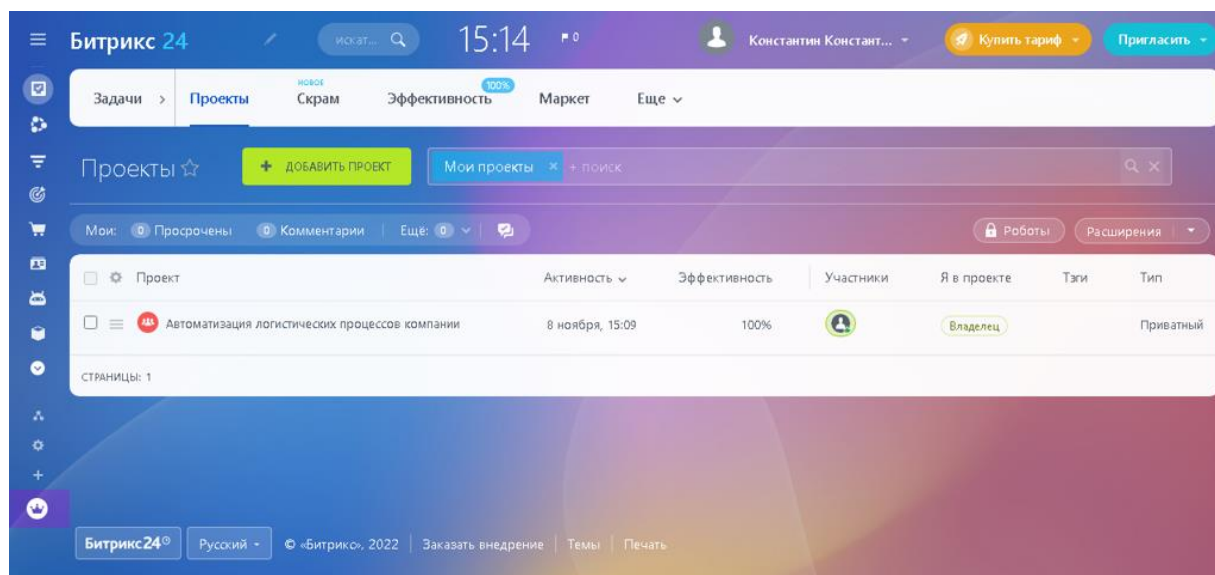 Битрикс 24 искат... 15:14 0 Константин Констант... Купить тариф Пригласить
НОВОЕ 100%
Задачи > Проекты Скрам Эффективность Маркет Еще
Проекты + ДОБАВИТЬ ПРОЕКТ Мои проекты × + поиск
Мои: 0 Просрочены 0 Комментарии Ещё: 0 Роботы Расширения
Проект Активность Эффективность Участники Я в проекте Тэги Тип
Автоматизация логистических процессов компании 8 ноября, 15:09 100% Владелец Приватный
СТРАНИЦЫ: 1
Битрикс24 Русский © «Битрикс», 2022 Заказать внедрение Темы Печать